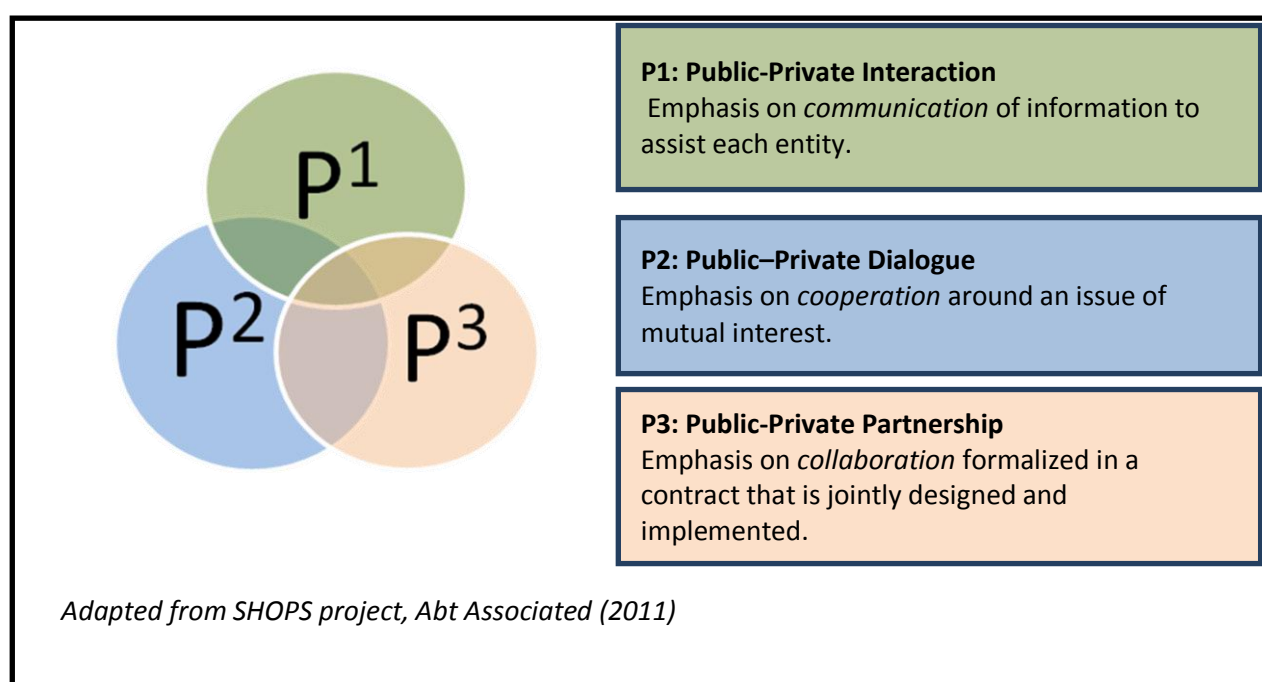 P1
P2
P3
P1: Public-Private Interaction
Emphasis on communication of information to
assist each entity.
P2: Public–Private Dialogue
Emphasis on cooperation around an issue of
mutual interest.
P3: Public-Private Partnership
Emphasis on collaboration formalized in a
contract that is jointly designed and
implemented.
Adapted from SHOPS project, Abt Associated (2011)